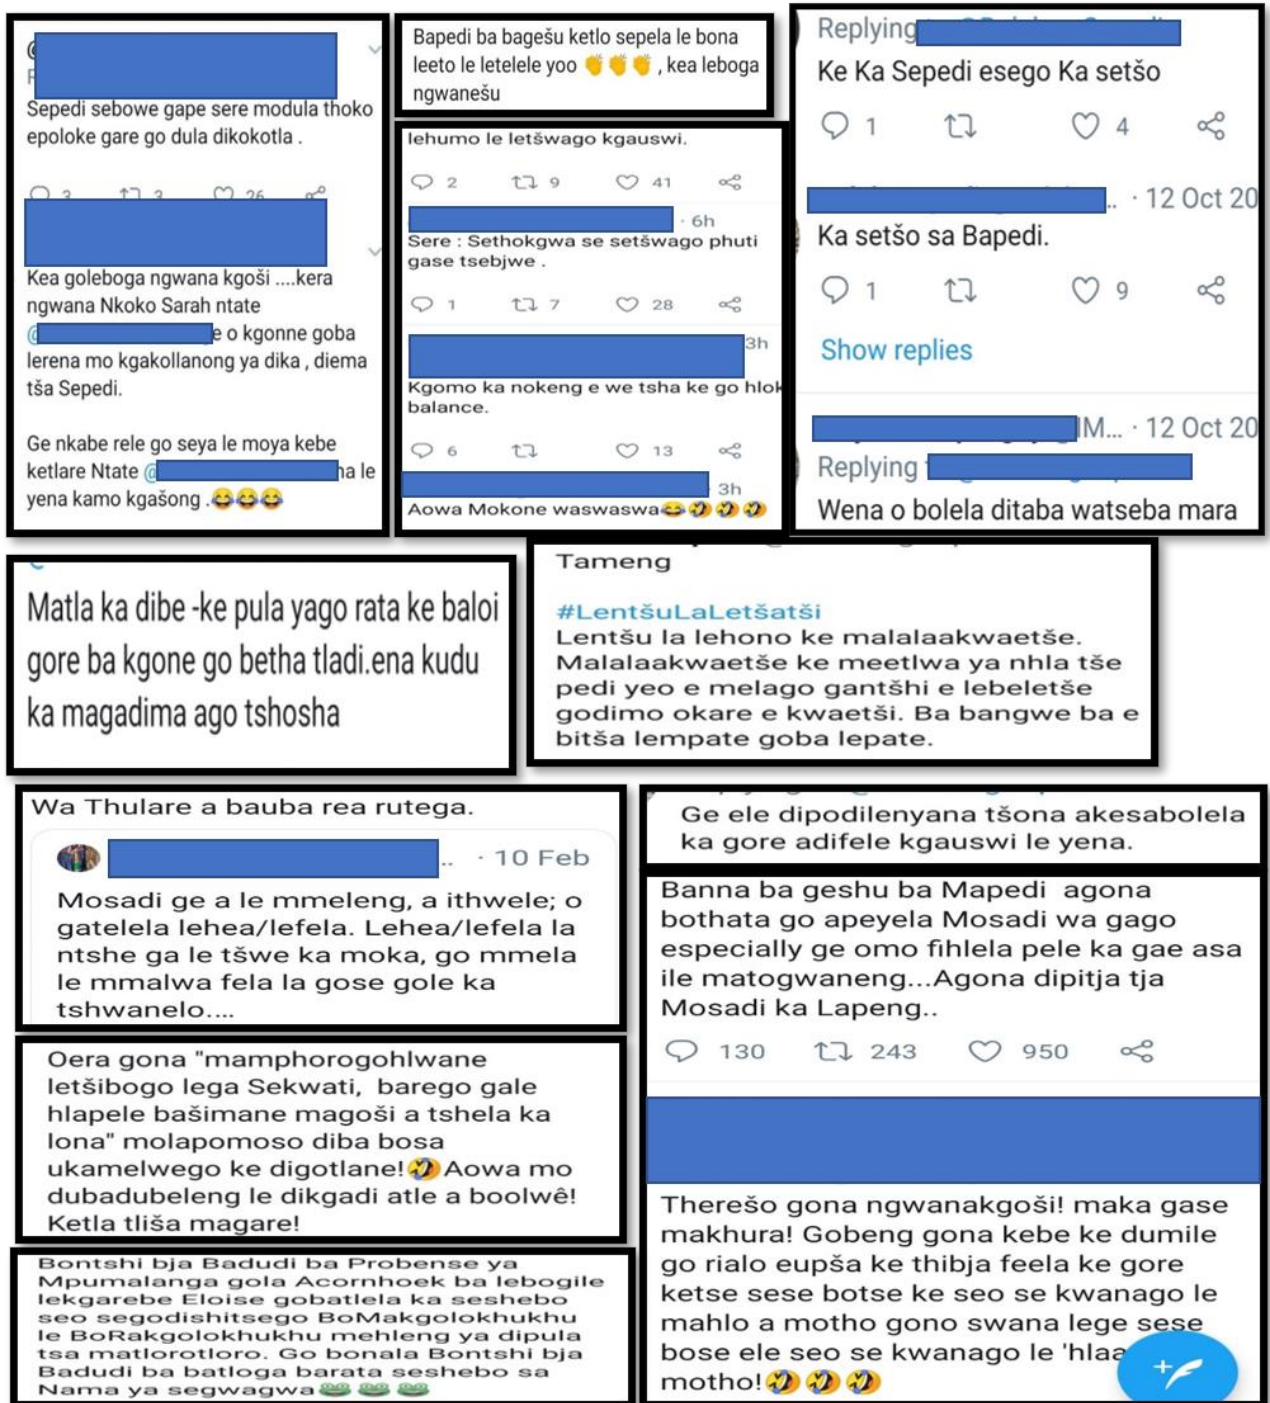 Sepedi sebowe gape sere modula thoko
epoloke gare go dula dikokotla .
3 3 26
Kea goleboga ngwana kgoši ....kera
ngwana Nkoko Sarah ntate
@ e o kgonne goba
lerena mo kgakollanong ya dika , diema
tša Sepedi.
Ge nkabe rele go seya le moya kebe
ketlare Ntate @ na le
yena kamo kgašong .😂😂😂
Bapedi ba bagešu ketlo sepela le bona
leeto le letelele yoo 👏👏👏 , kea leboga
ngwanešu
lehumo le letšwago kgauswi.
2 9 41
· 6h
Sere : Sethokgwa se setšwago phuti
gase tsebjwe .
1 7 28
3h
Kgomo ka nokeng e we tsha ke go hlok
balance.
6 13
3h
Aowa Mokone waswaswa😂🤣🤣🤣
Replying
Ke Ka Sepedi esego Ka setšo
1 4
.. · 12 Oct 20
Ka setšo sa Bapedi.
1 9
Show replies
M... · 12 Oct 20
Replying
Wena o bolela ditaba watseba mara
Matla ka dibe -ke pula yago rata ke baloi
gore ba kgone go betha tladi.ena kudu
ka magadima ago tshosha
Tameng
#LentšuLaLetšatši
Lentšu la lehono ke malalaakwaetše.
Malalaakwaetše ke meetlwa ya nhla tše
pedi yeo e melago gantšhi e lebeletše
godimo okare e kwaetši. Ba bangwe ba e
bitša lempate goba lepate.
Wa Thulare a bauba rea rutega.
.. · 10 Feb
Mosadi ge a le mmeleng, a ithwele; o
gatelela lehea/lefela. Lehea/lefela la
ntshe ga le tšwe ka moka, go mmela
le mmalwa fela la gose gole ka
tshwanelo....
Oera gona "mamphorogohlwane
letšibogo lega Sekwati, barego gale
hlapele bašimane magoši a tshela ka
lona" molapomoso diba bosa
ukamelwego ke digotlane!🤣Aowa mo
dubadubeleng le dikgadi atle a boolwê!
Ketla tliša magare!
Bontshi bja Badudi ba Probense ya
Mpumalanga gola Acornhoek ba lebogile
lekgarebe Eloise gobatlela ka seshebo
seo segodishitsego BoMakgolokhukhu
le BoRakgolokhukhu mehleng ya dipula
tsa matlorotloro. Go bonala Bontshi bja
Badudi ba batloga barata seshebo sa
Nama ya segwagwa🐸🐸🐸
Ge ele dipodilenyana tšona akesabolela
ka gore adifele kgauswi le yena.
Banna ba geshu ba Mapedi agona
bothata go apeyela Mosadi wa gago
especially ge omo fihlela pele ka gae asa
ile matogwaneng...Agona dipitja tja
Mosadi ka Lapeng..
130 243 950
Therešo gona ngwanakgoši! maka gase
makhura! Gobeng gona kebe ke dumile
go rialo eupša ke thibja feela ke gore
ketse sese botse ke seo se kwanago le
mahlo a motho gono swana lege sese
bose ele seo se kwanago le 'hlaa
motho!🤣🤣🤣